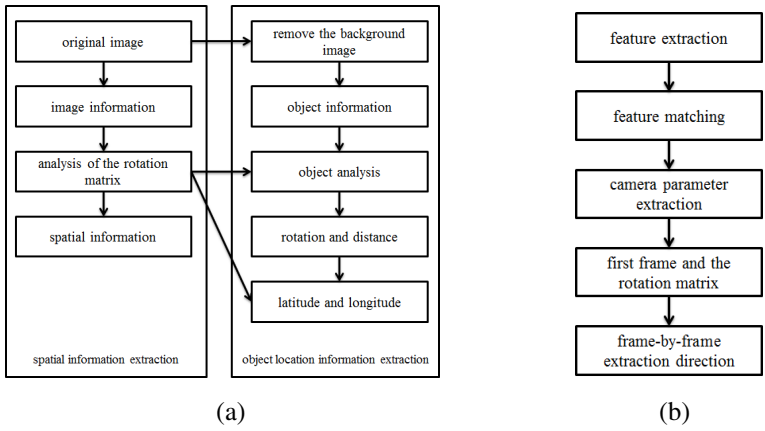 original image
image information
analysis of the rotation
matrix
spatial information
spatial information extraction
remove the background
image
object information
object analysis
rotation and distance
latitude and longitude
object location information extraction
(a)
feature extraction
feature matching
camera parameter
extraction
first frame and the
rotation matrix
frame-by-frame
extraction direction
(b)